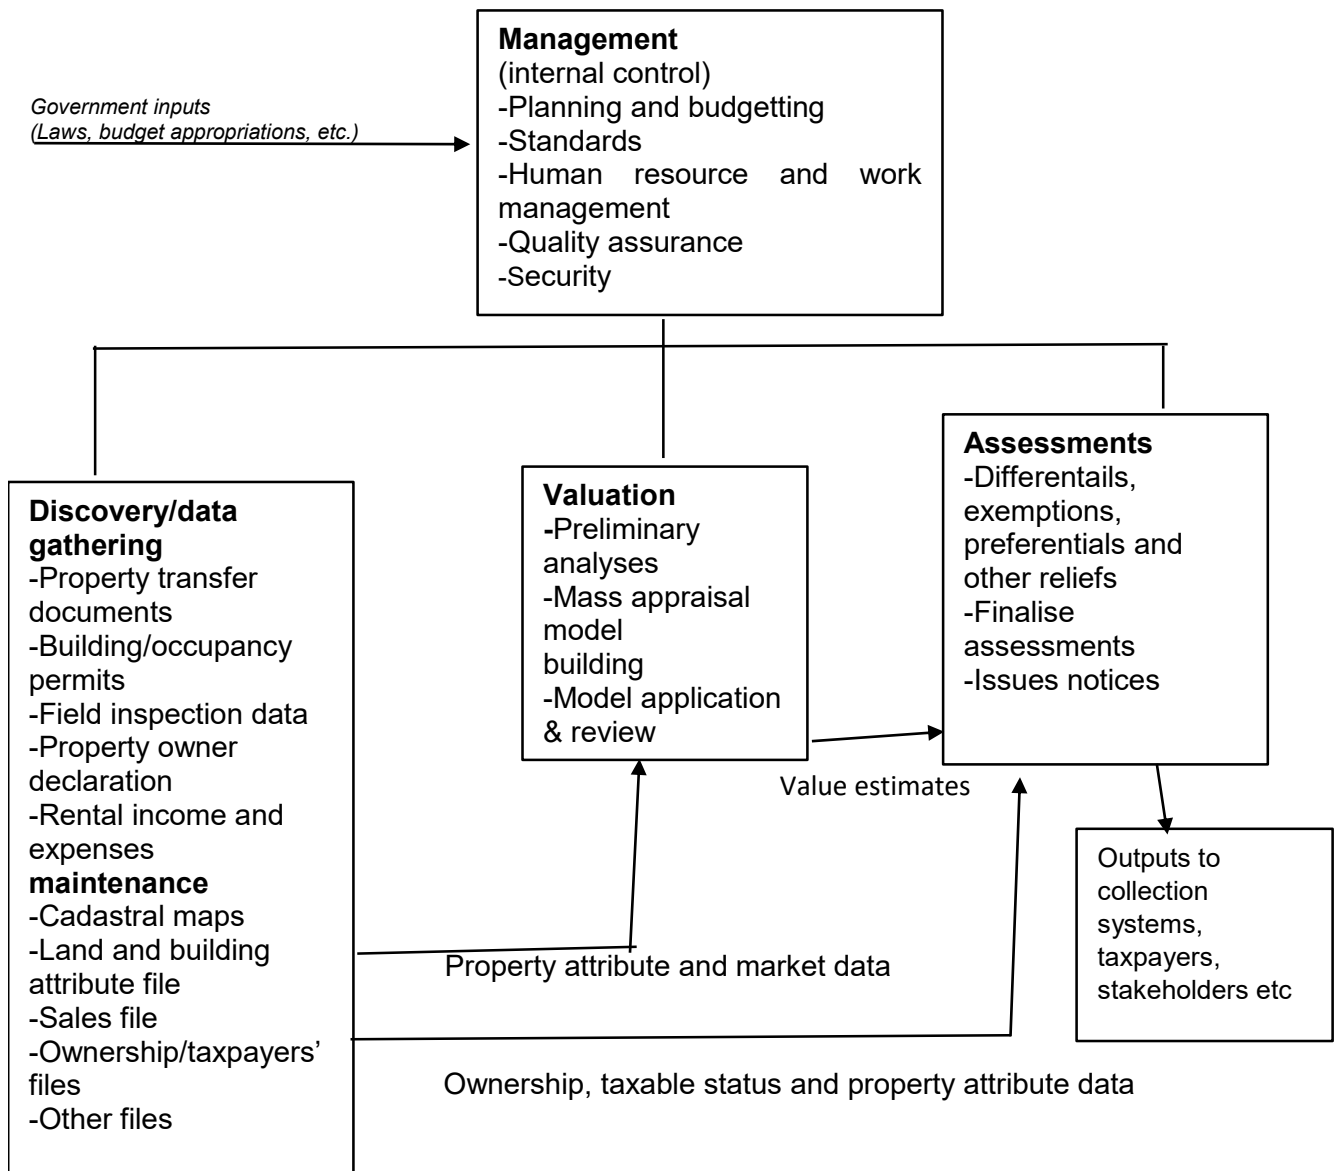 Management
(internal control)
-Planning and budgetting
-Standards
-Human resource and work
management
-Quality assurance
-Security
Government inputs
(Laws, budget appropriations, etc.)
Discovery/data
gathering
-Property transfer
documents
-Building/occupancy
permits
-Field inspection data
-Property owner
declaration
-Rental income and
expenses
maintenance
-Cadastral maps
-Land and building
attribute file
-Sales file
-Ownership/taxpayers’
files
-Other files
Valuation
-Preliminary
analyses
-Mass appraisal
model
building
-Model application
& review
Assessments
-Differentails,
exemptions,
preferentials and
other reliefs
-Finalise
assessments
-Issues notices
Value estimates
Outputs to
collection
systems,
taxpayers,
stakeholders etc
Property attribute and market data
Ownership, taxable status and property attribute data